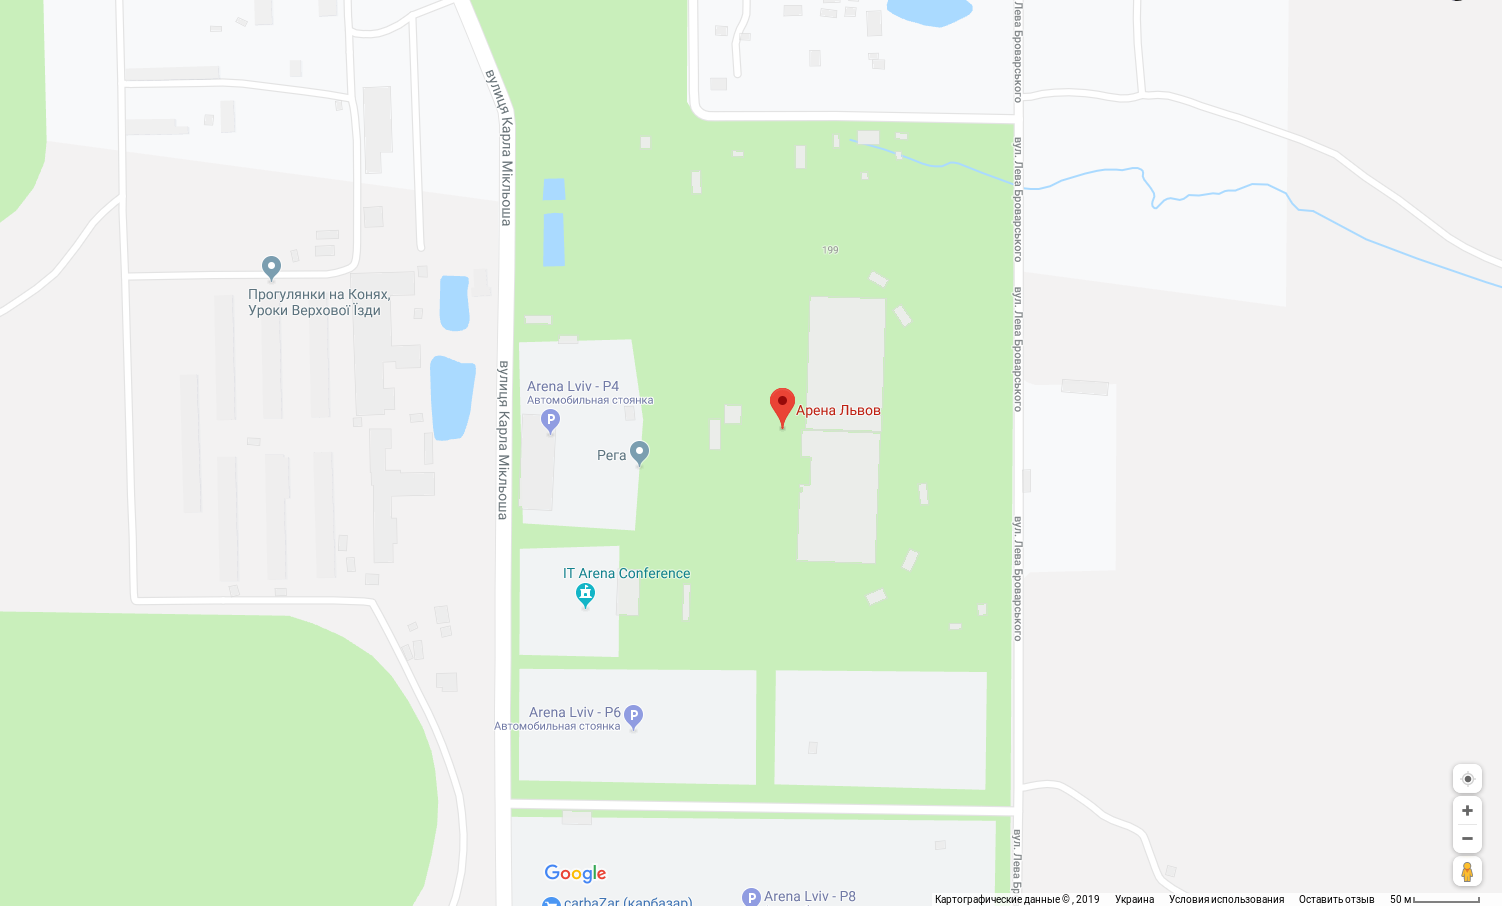 Лева Броварського
вулиця Карла Мікльоша
вул. Лева Броварського
199
Прогулянки на Конях,
Уроки Верхової Їзди
вул. Лева Броварського
вулиця Карла Мікльоша
Arena Lviv - P4
Автомобильная стоянка
P
Арена Львов
Рега
вул. Лева Броварського
IT Arena Conference
Arena Lviv - P6
Автомобильная стоянка
P
вул. Лева Бр
Google
Arena Lviv - P8
P
carbaZar (карбазар)
Картографические данные © , 2019 Украина Условия использования Оставить отзыв 50 м